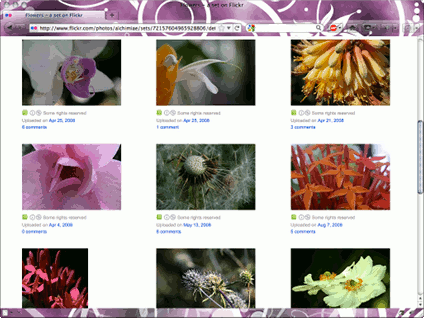 Flowers – a set on Flickr
Flowers – a set on Flickr
http://www.flickr.com/photos/alchimiae/sets/72157604965928806/det
Some rights reserved
Uploaded on Apr 25, 2008
6 comments
Some rights reserved
Uploaded on Apr 25, 2008
1 comment
Some rights reserved
Uploaded on Apr 21, 2008
3 comments
Some rights reserved
Uploaded on Apr 6, 2008
0 comments
Some rights reserved
Uploaded on May 13, 2008
6 comments
Some rights reserved
Uploaded on Aug 7, 2008
6 comments